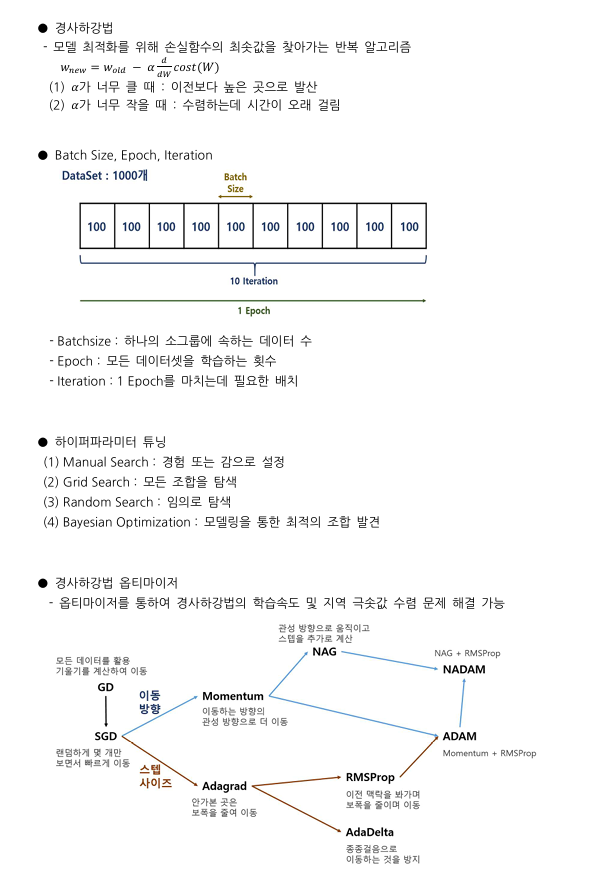 ● 경사하강법
- 모델 최적화를 위해 손실함수의 최솟값을 찾아가는 반복 알고리즘
w_new = w_old − α d/dW cost(W)
(1) α가 너무 클 때 : 이전보다 높은 곳으로 발산
(2) α가 너무 작을 때 : 수렴하는데 시간이 오래 걸림
● Batch Size, Epoch, Iteration
DataSet : 1000개
Batch
Size
100 100 100 100 100 100 100 100 100 100
10 Iteration
1 Epoch
- Batchsize : 하나의 소그룹에 속하는 데이터 수
- Epoch : 모든 데이터셋을 학습하는 횟수
- Iteration : 1 Epoch를 마치는데 필요한 배치
● 하이퍼파라미터 튜닝
(1) Manual Search : 경험 또는 감으로 설정
(2) Grid Search : 모든 조합을 탐색
(3) Random Search : 임의로 탐색
(4) Bayesian Optimization : 모델링을 통한 최적의 조합 발견
● 경사하강법 옵티마이저
- 옵티마이저를 통하여 경사하강법의 학습속도 및 지역 극솟값 수렴 문제 해결 가능
관성 방향으로 움직이고
스텝을 추가로 계산
NAG
NAG + RMSProp
NADAM
모든 데이터를 활용
기울기를 계산하여 이동
GD
이동
방향
Momentum
이동하는 방향의
관성 방향으로 더 이동
SGD
랜덤하게 몇 개만
보면서 빠르게 이동
ADAM
Momentum + RMSProp
스텝
사이즈
Adagrad
안가본 곳은
보폭을 줄여 이동
RMSProp
이전 맥락을 봐가며
보폭을 줄이며 이동
AdaDelta
종종걸음으로
이동하는 것을 방지